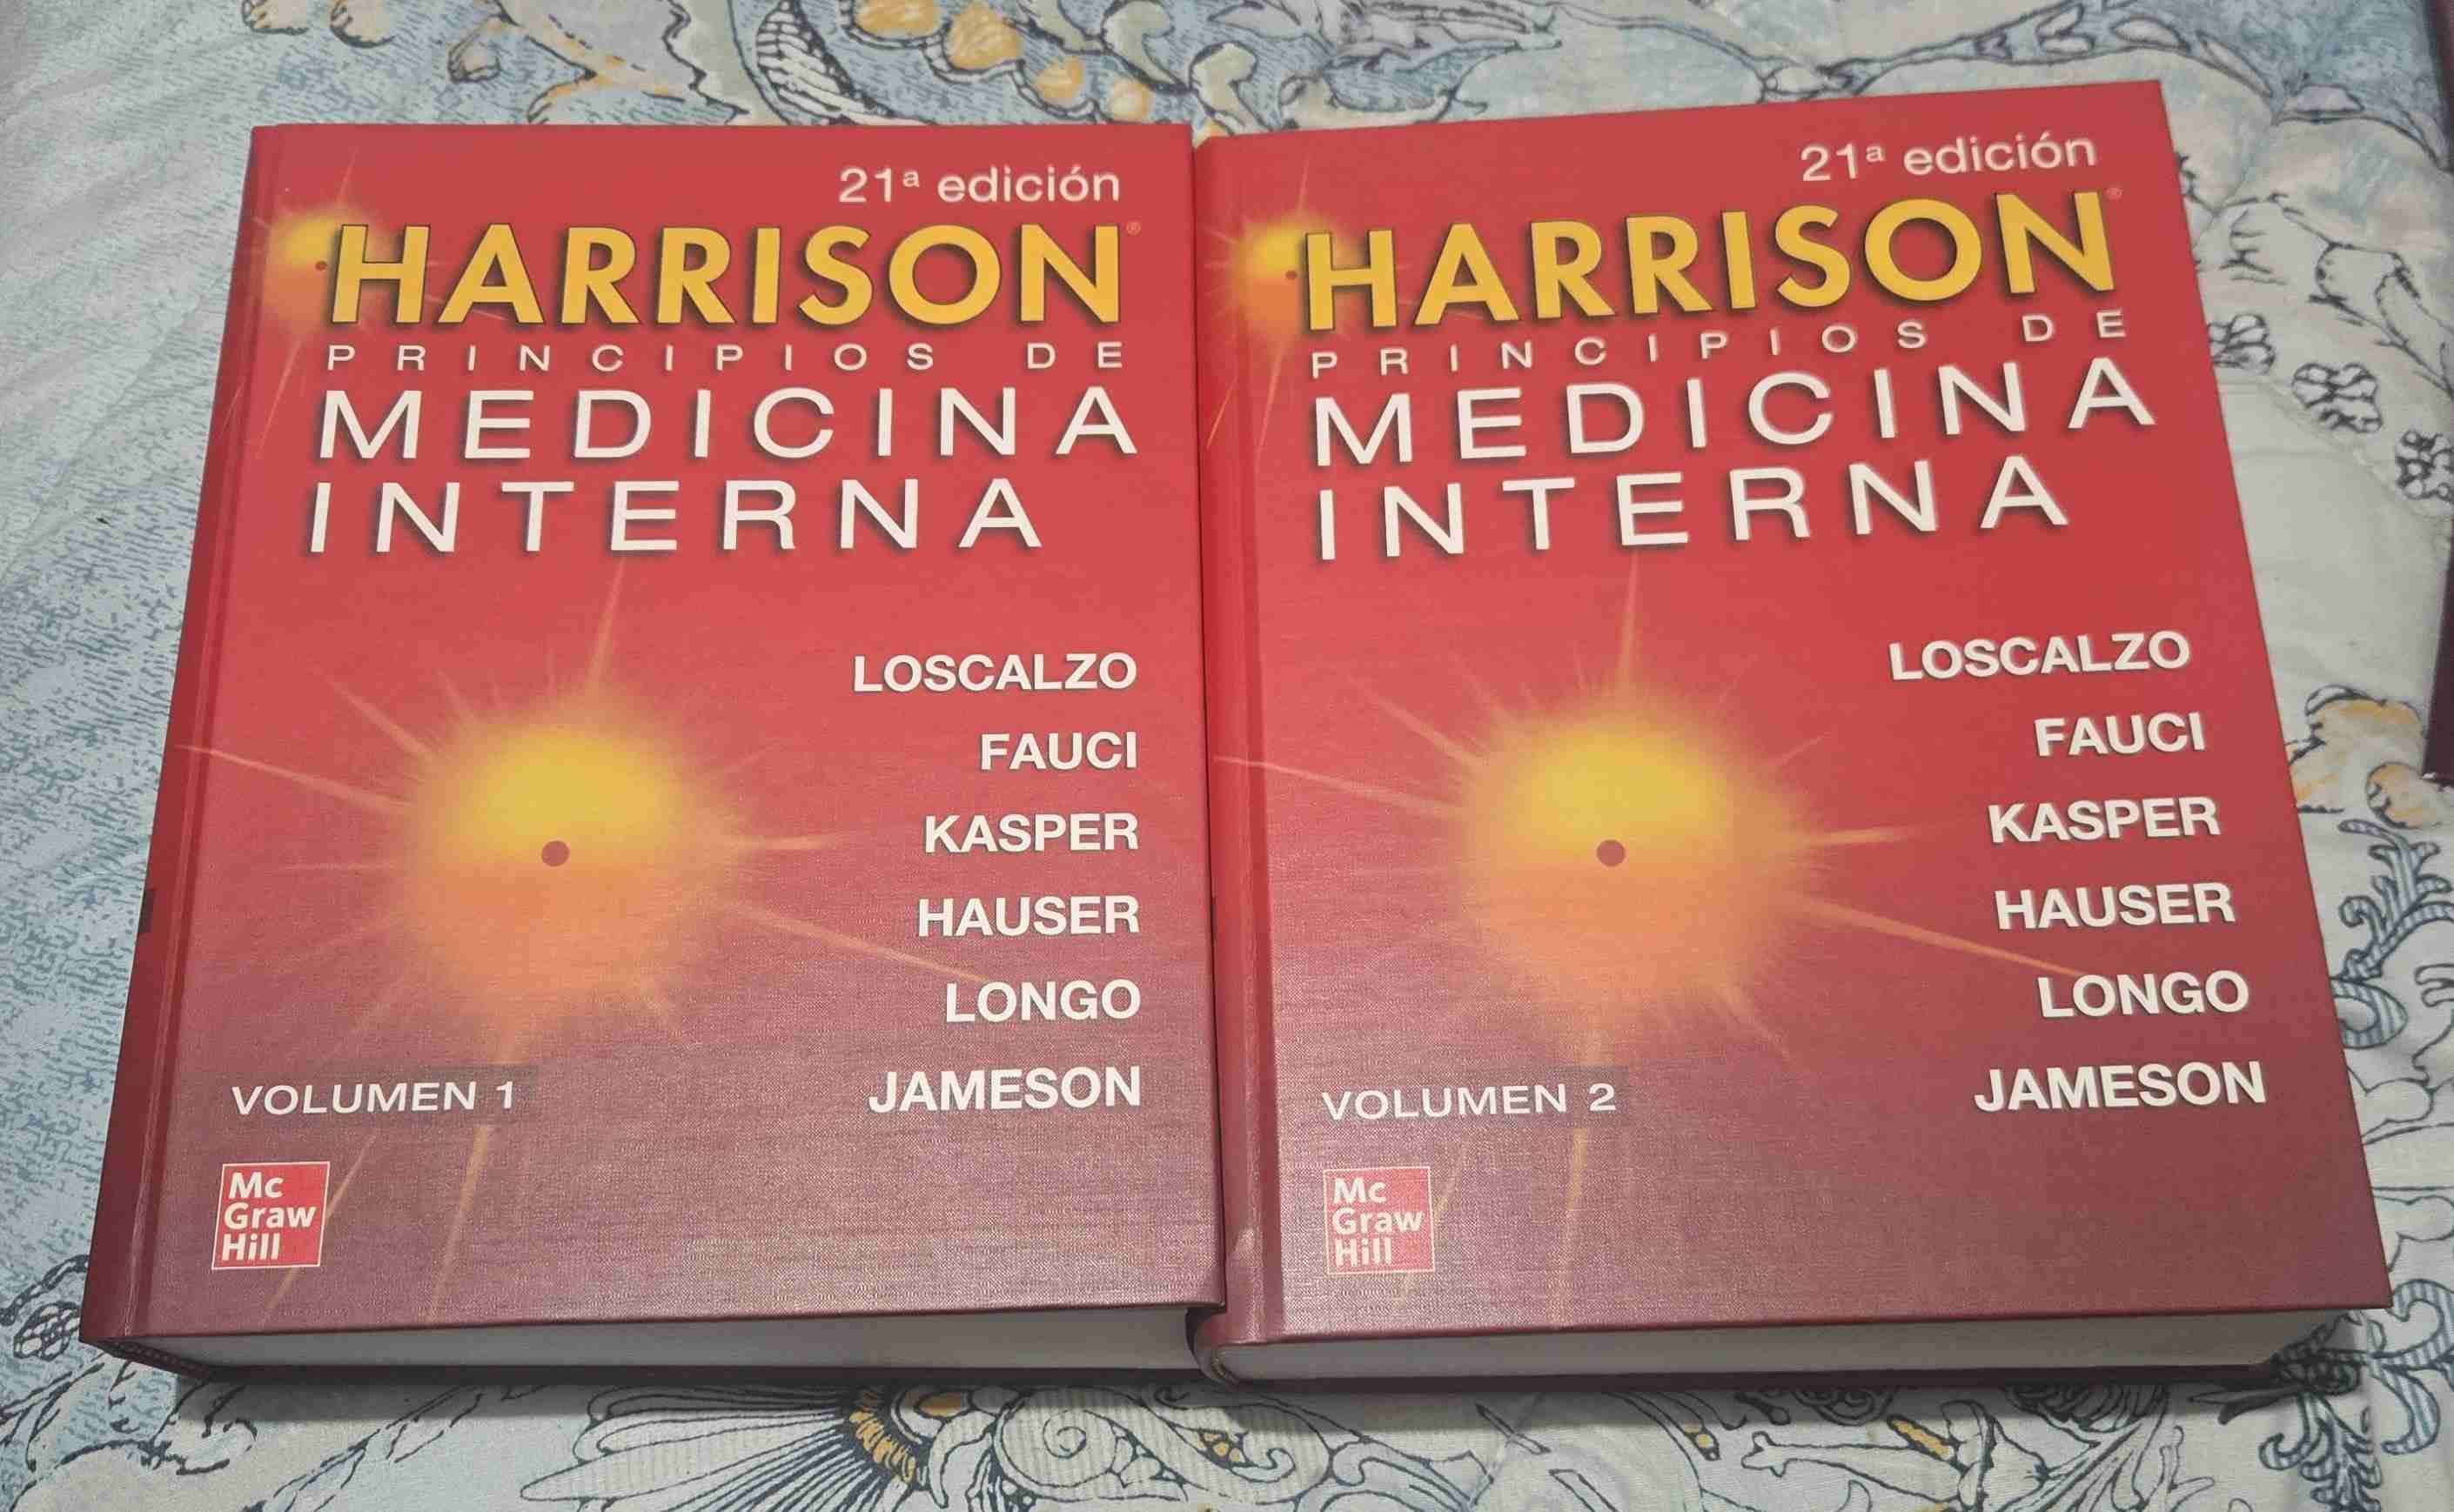 21ª edición
HARRISON®
PRINCIPIOS DE
MEDICINA
INTERNA
LOSCALZO
FAUCI
KASPER
HAUSER
LONGO
JAMESON
VOLUMEN 1
Mc
Graw
Hill
21ª edición
HARRISON®
PRINCIPIOS DE
MEDICINA
INTERNA
LOSCALZO
FAUCI
KASPER
HAUSER
LONGO
JAMESON
VOLUMEN 2
Mc
Graw
Hill